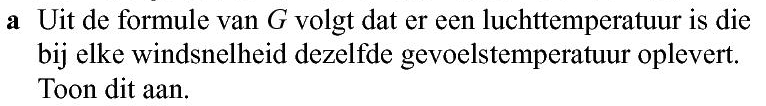 a Uit de formule van G volgt dat er een luchttemperatuur is die
bij elke windsnelheid dezelfde gevoelstemperatuur oplevert.
Toon dit aan.